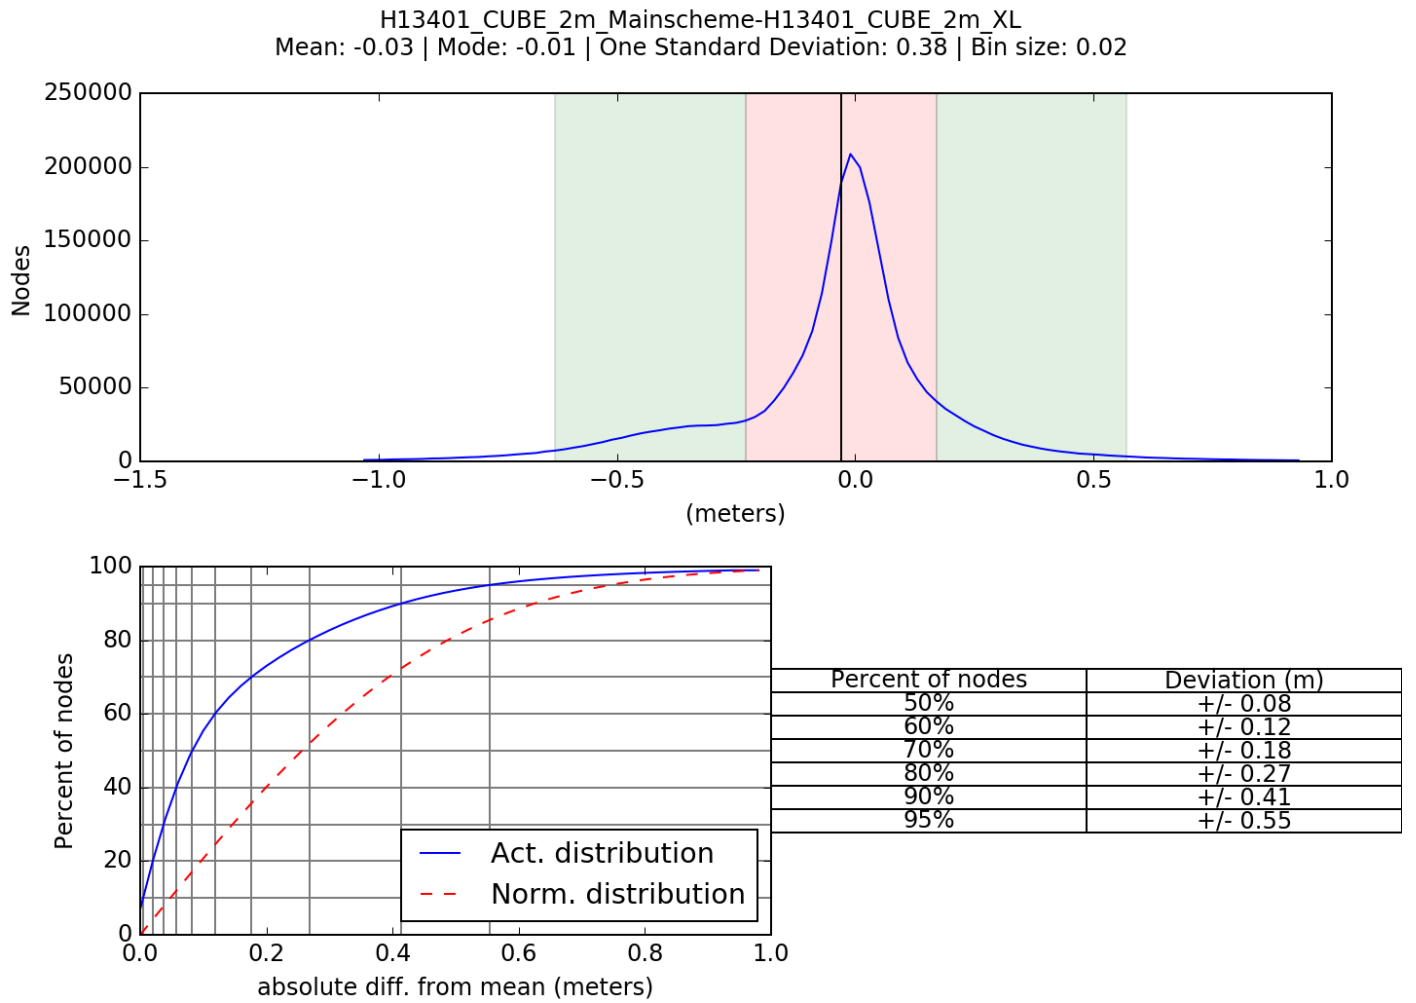 H13401_CUBE_2m_Mainscheme-H13401_CUBE_2m_XL
Mean: -0.03 | Mode: -0.01 | One Standard Deviation: 0.38 | Bin size: 0.02
250000
200000
150000
100000
50000
0
Nodes
−1.5 −1.0 −0.5 0.0 0.5 1.0
(meters)
100
80
60
40
20
0
Percent of nodes
Act. distribution
Norm. distribution
0.0 0.2 0.4 0.6 0.8 1.0
absolute diff. from mean (meters)
Percent of nodes Deviation (m)
50% +/- 0.08
60% +/- 0.12
70% +/- 0.18
80% +/- 0.27
90% +/- 0.41
95% +/- 0.55